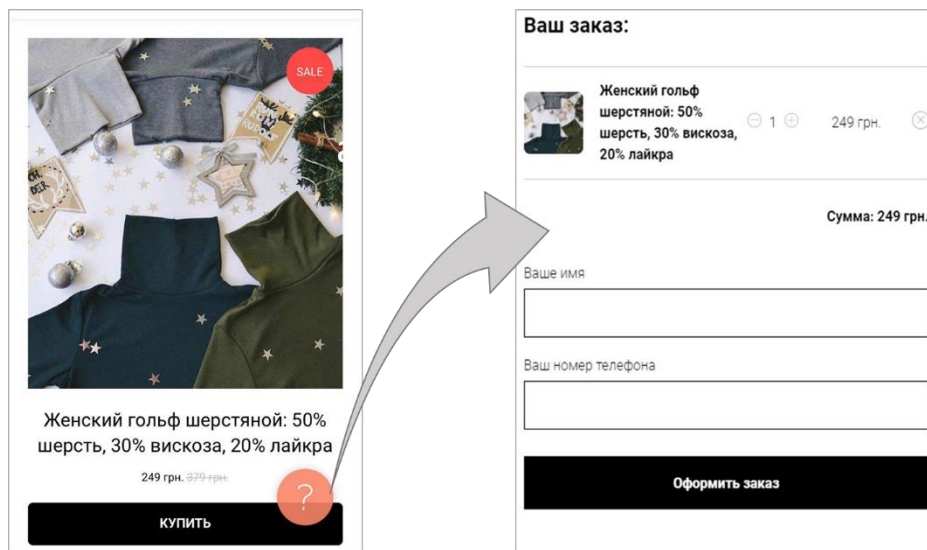 SALE
Женский гольф шерстяной: 50%
шерсть, 30% вискоза, 20% лайкра
249 грн. 379 грн.
?
КУПИТЬ
Ваш заказ:
Женский гольф
шерстяной: 50%
шерсть, 30% вискоза,
20% лайкра
1
249 грн.
Сумма: 249 грн.
Ваше имя
Ваш номер телефона
Оформить заказ